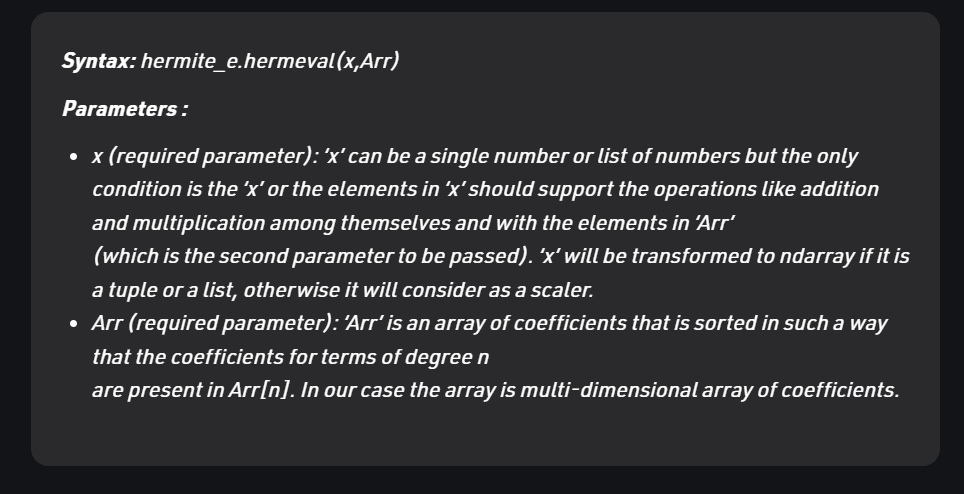 Syntax: hermite_e.hermeval(x,Arr)
Parameters :
• x (required parameter): ‘x’ can be a single number or list of numbers but the only
condition is the ‘x’ or the elements in ‘x’ should support the operations like addition
and multiplication among themselves and with the elements in ‘Arr’
(which is the second parameter to be passed). ‘x’ will be transformed to ndarray if it is
a tuple or a list, otherwise it will consider as a scaler.
• Arr (required parameter): ‘Arr’ is an array of coefficients that is sorted in such a way
that the coefficients for terms of degree n
are present in Arr[n]. In our case the array is multi-dimensional array of coefficients.